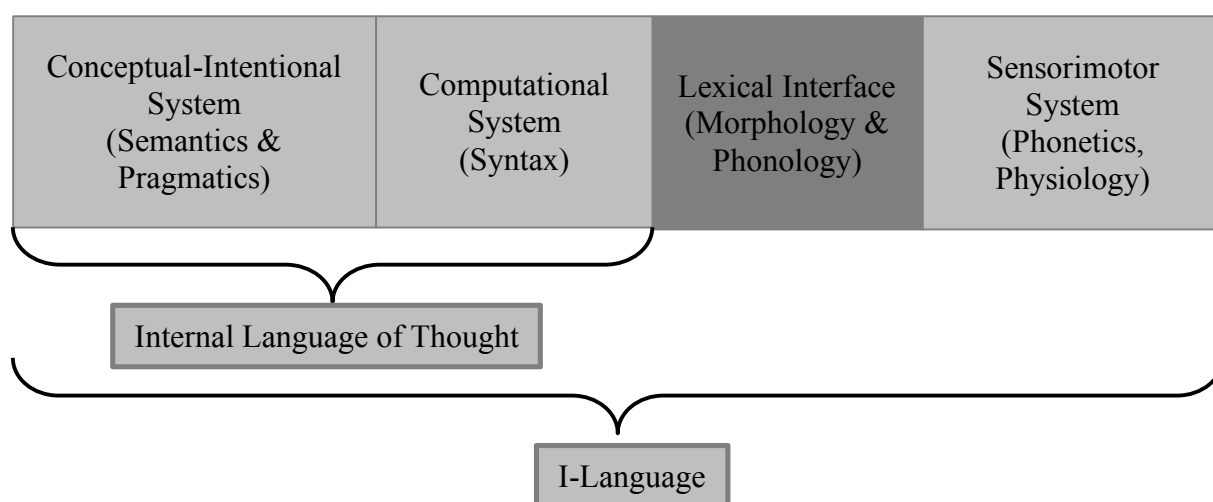 Conceptual-Intentional
System
(Semantics &
Pragmatics)
Computational
System
(Syntax)
Lexical Interface
(Morphology &
Phonology)
Sensorimotor
System
(Phonetics,
Physiology)
Internal Language of Thought
I-Language